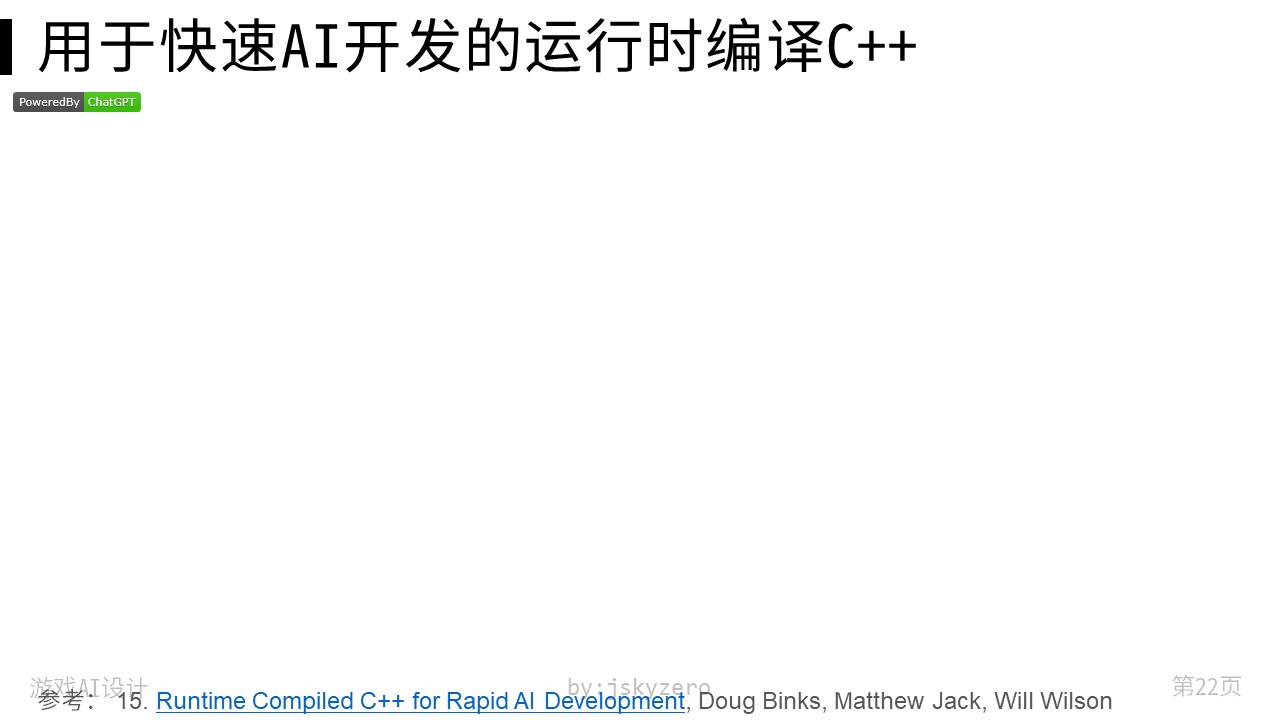 用于快速AI开发的运行时编译C++
PoweredBy ChatGPT
游戏AI设计
by:jskyzero
第22页
参考: 15. Runtime Compiled C++ for Rapid AI Development, Doug Binks, Matthew Jack, Will Wilson